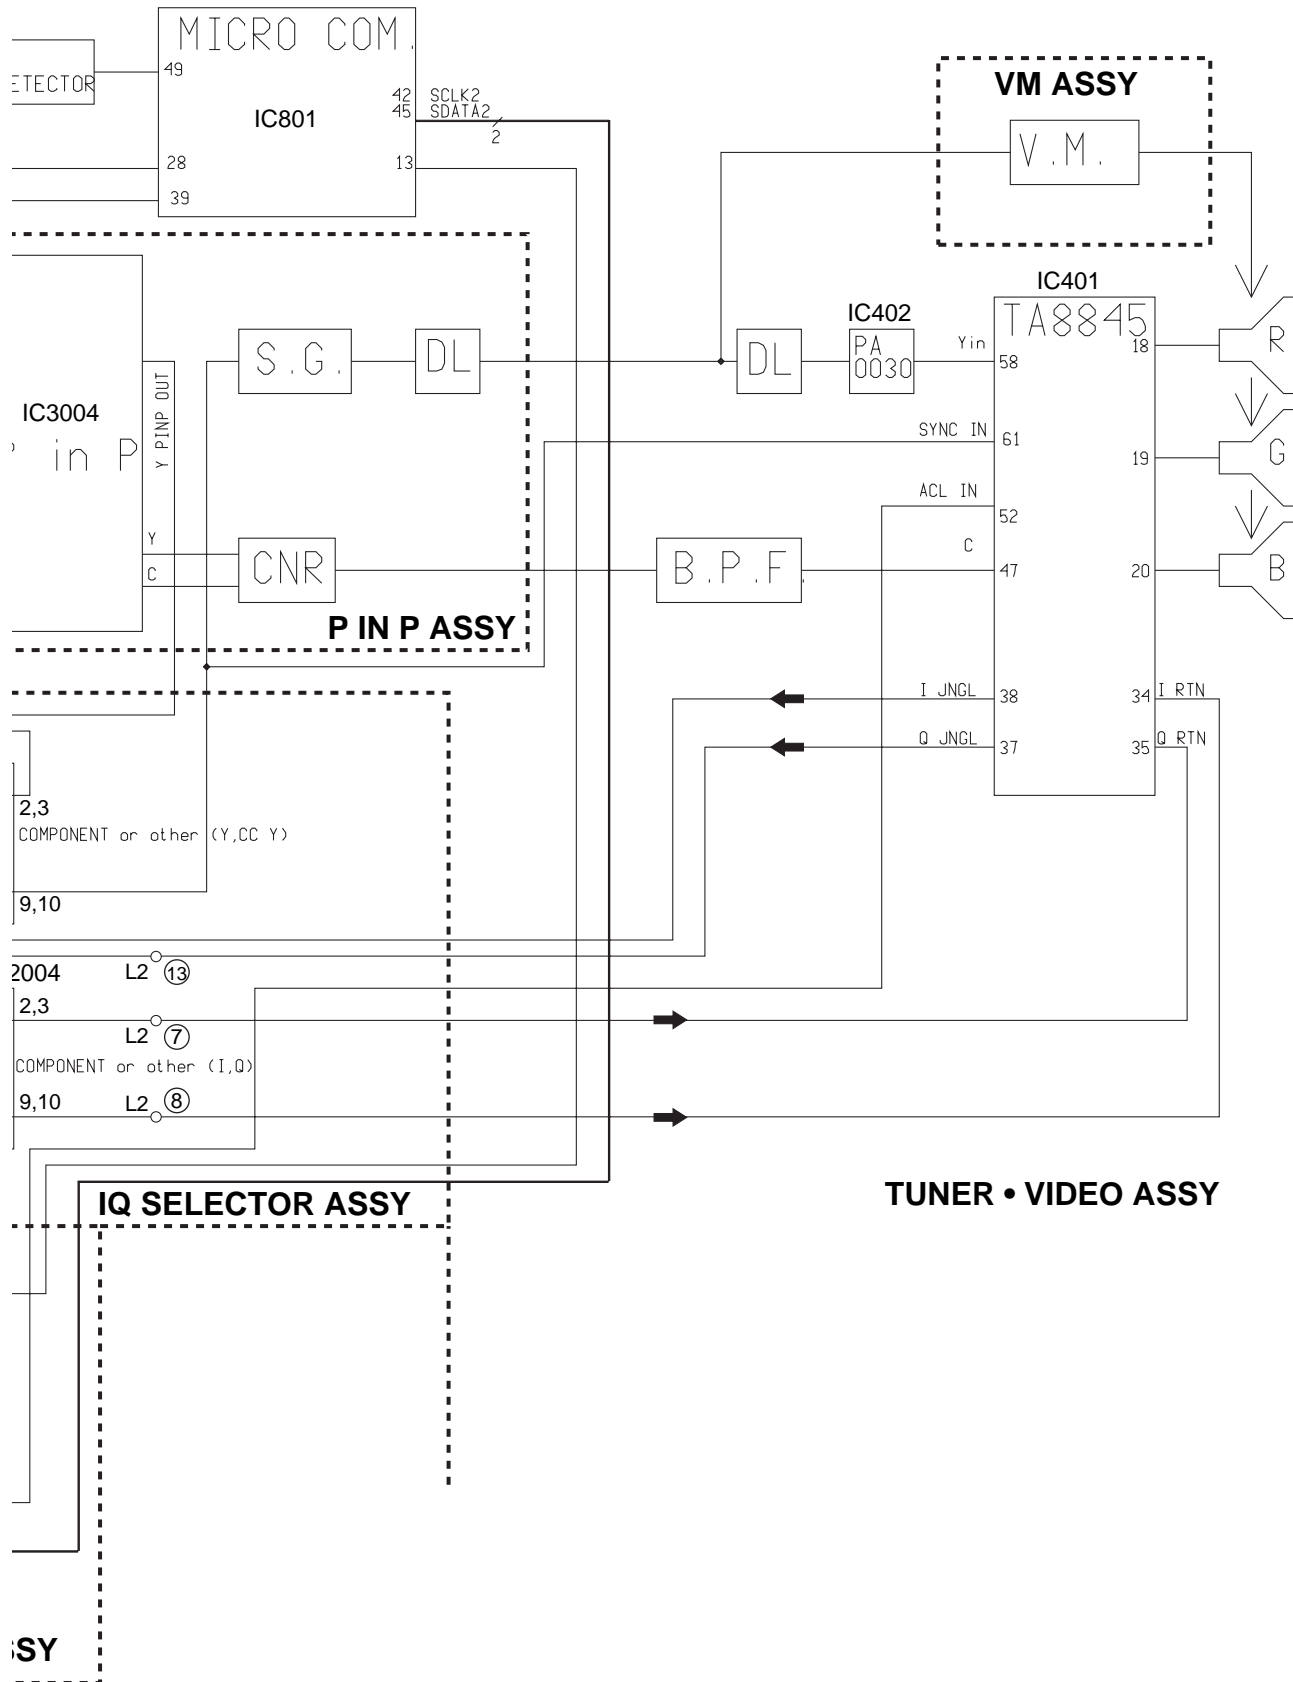 MICRO COM.
49
ETECTOR
42 SCLK2
45 SDATA2
IC801
2
28
13
39
VM ASSY
V.M.
IC401
IC402
TA8845
S.G.
DL
DL
PA
0030
Yin
58
18
R
Y PINP OUT
IC3004
in P
SYNC IN
61
19
G
ACL IN
52
Y
C
CNR
B.P.F.
C
47
20
B
P IN P ASSY
I JNGL
38
34
I RTN
Q JNGL
37
35
Q RTN
2,3
COMPONENT or other (Y,CC Y)
9,10
2004
L2 13
2,3
L2 7
COMPONENT or other (I,Q)
9,10
L2 8
IQ SELECTOR ASSY
TUNER • VIDEO ASSY
SSY